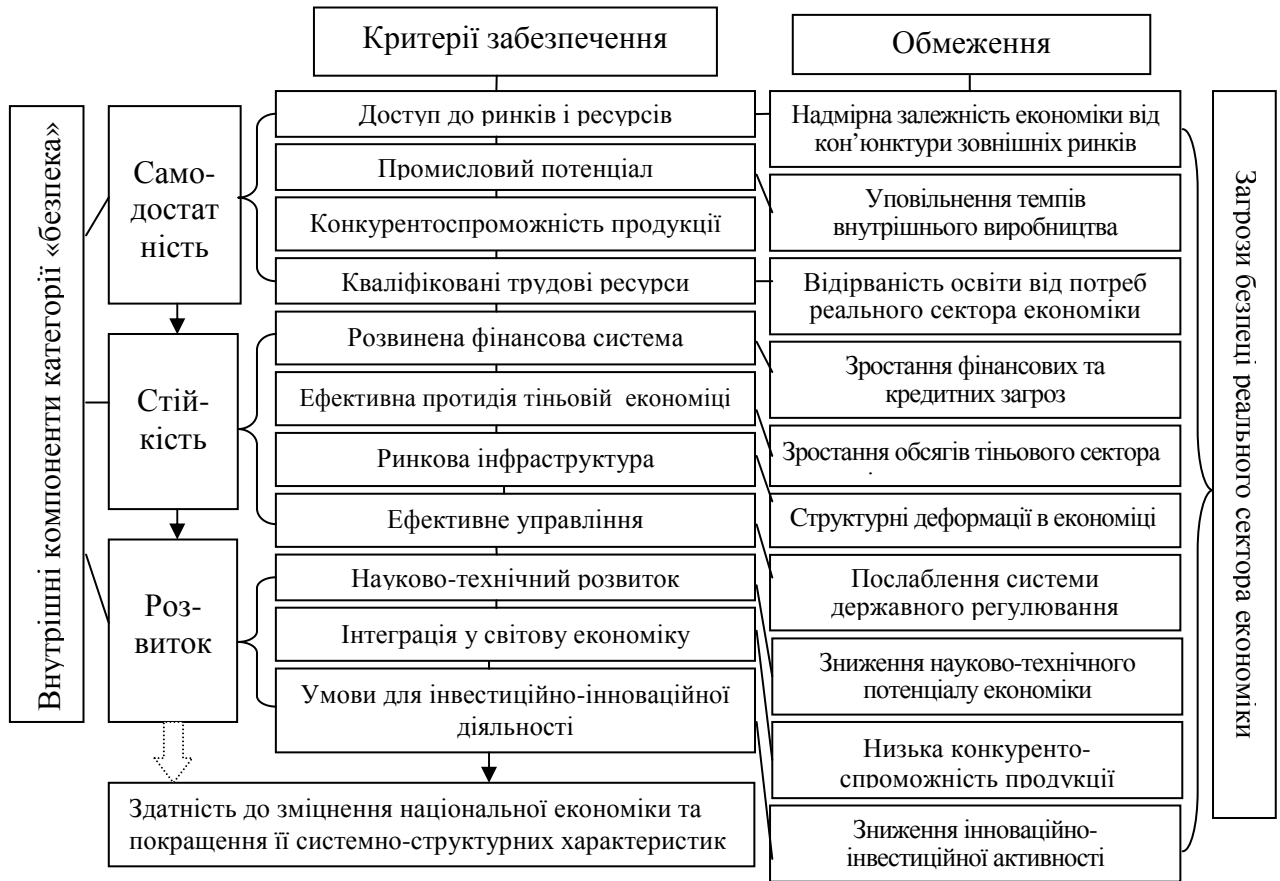 Критерії забезпечення
Обмеження
Внутрішні компоненти категорії «безпека»
Само-
достат
ність
Стій-
кість
Роз-
виток
Доступ до ринків і ресурсів
Промисловий потенціал
Конкурентоспроможність продукції
Кваліфіковані трудові ресурси
Розвинена фінансова система
Ефективна протидія тіньовій економіці
Ринкова інфраструктура
Ефективне управління
Науково-технічний розвиток
Інтеграція у світову економіку
Умови для інвестиційно-інноваційної
діяльності
Здатність до зміцнення національної економіки та
покращення її системно-структурних характеристик
Надмірна залежність економіки від
кон’юнктури зовнішніх ринків
Уповільнення темпів
внутрішнього виробництва
Відірваність освіти від потреб
реального сектора економіки
Зростання фінансових та
кредитних загроз
Зростання обсягів тіньового сектора
Структурні деформації в економіці
Послаблення системи
державного регулювання
Зниження науково-технічного
потенціалу економіки
Низька конкуренто-
спроможність продукції
Зниження інноваційно-
інвестиційної активності
Загрози безпеці реального сектора економіки